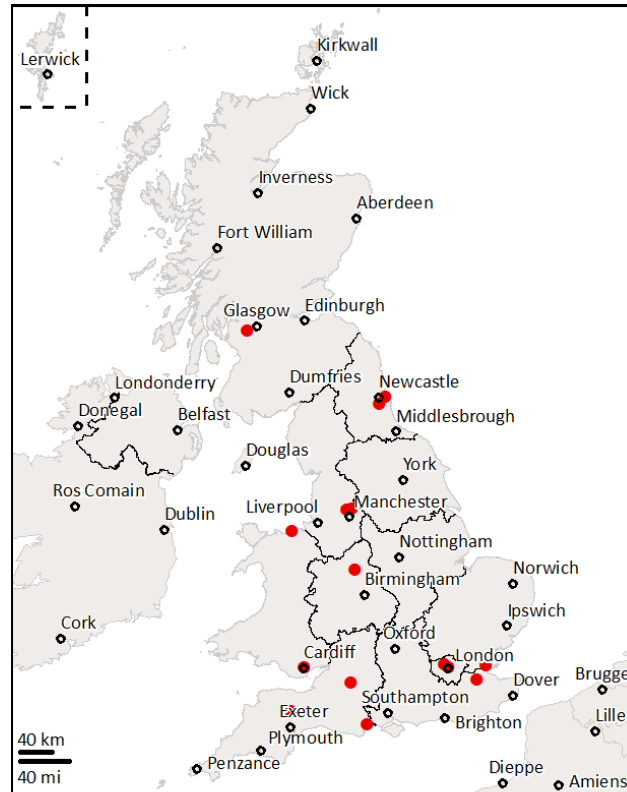 Kirkwall
Lerwick
Wick
Inverness
Aberdeen
Fort William
Glasgow
Edinburgh
Londonderry
Dumfries
Newcastle
Donegal
Belfast
Middlesbrough
Douglas
York
Ros Comain
Liverpool
Manchester
Dublin
Nottingham
Norwich
Birmingham
Ipswich
Cork
Oxford
Cardiff
London
Brugge
Southampton
Dover
Exeter
Brighton
Lille
Plymouth
40 km
Penzance
40 mi
Dieppe
Amiens